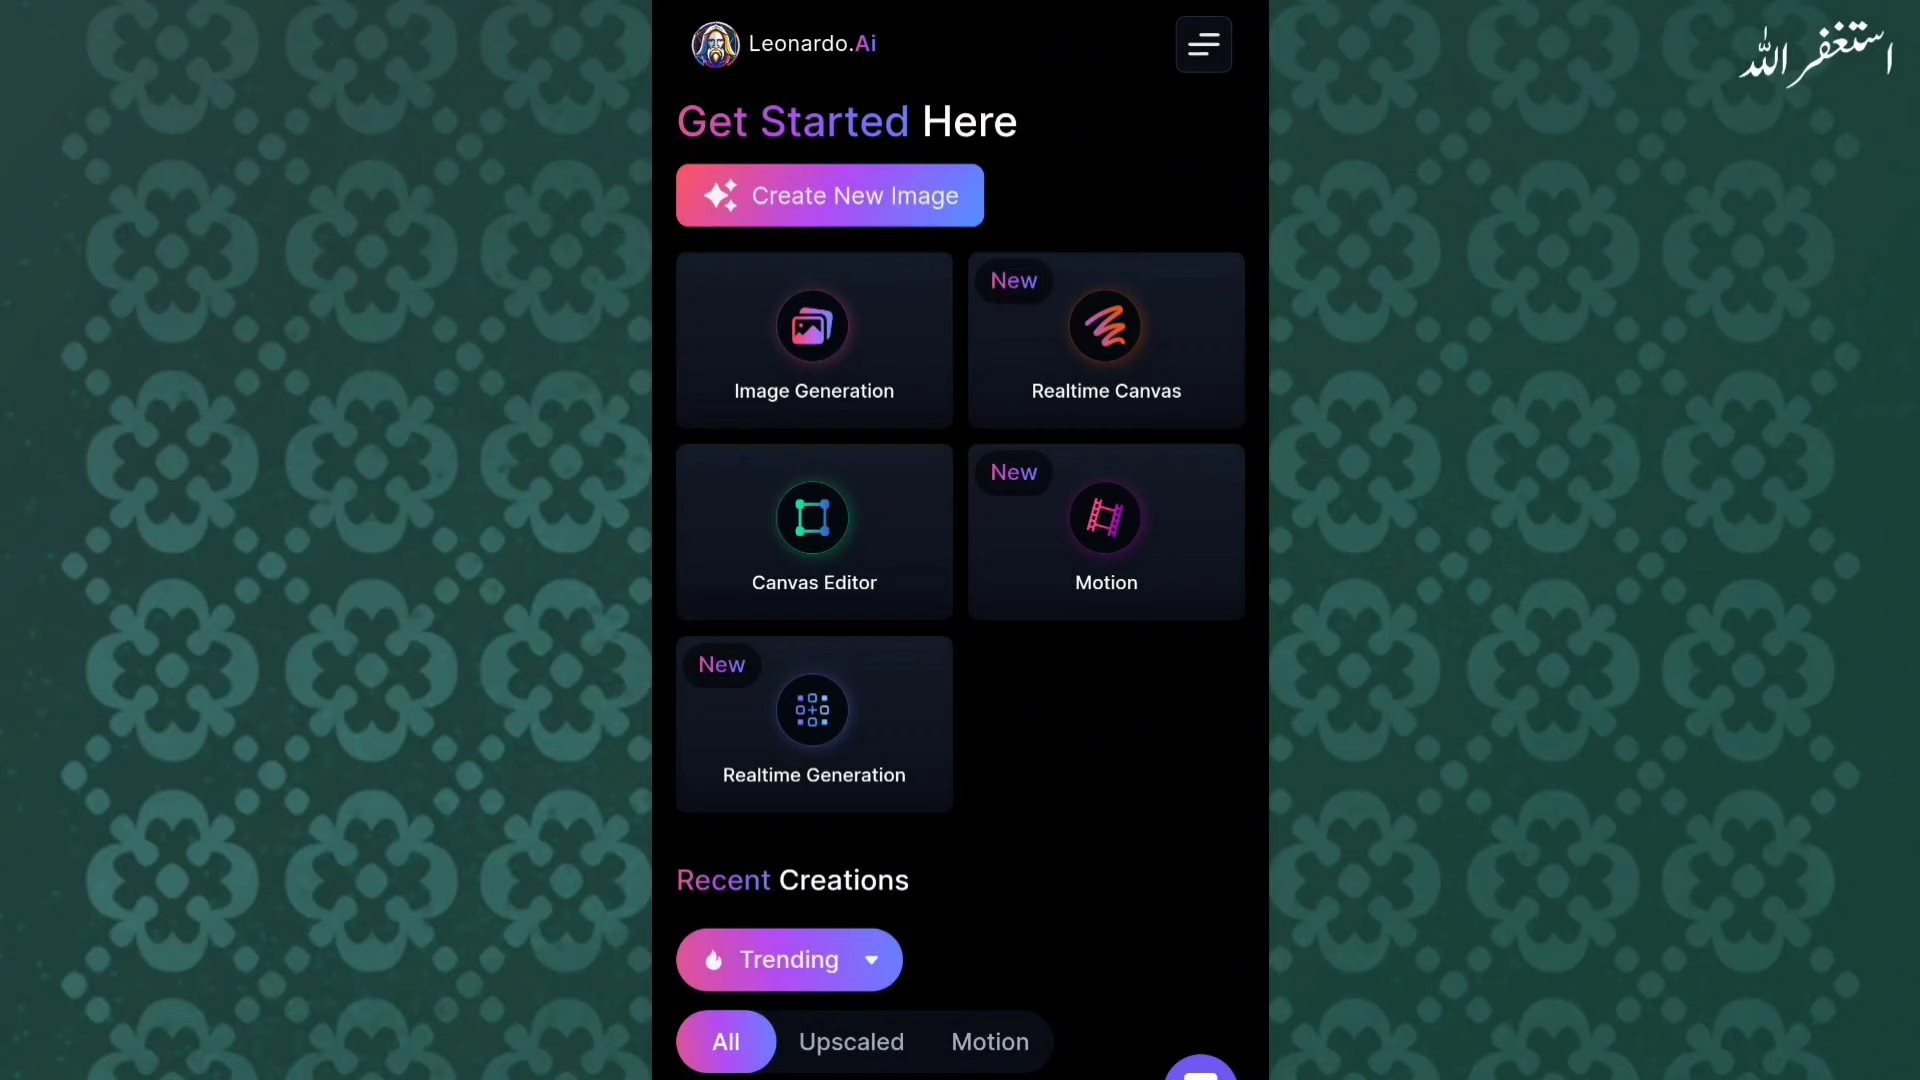 Leonardo.Ai
استغفر الله
Get Started Here
Create New Image
Image Generation
New
Realtime Canvas
Canvas Editor
New
Motion
New
Realtime Generation
Recent Creations
Trending
All
Upscaled
Motion